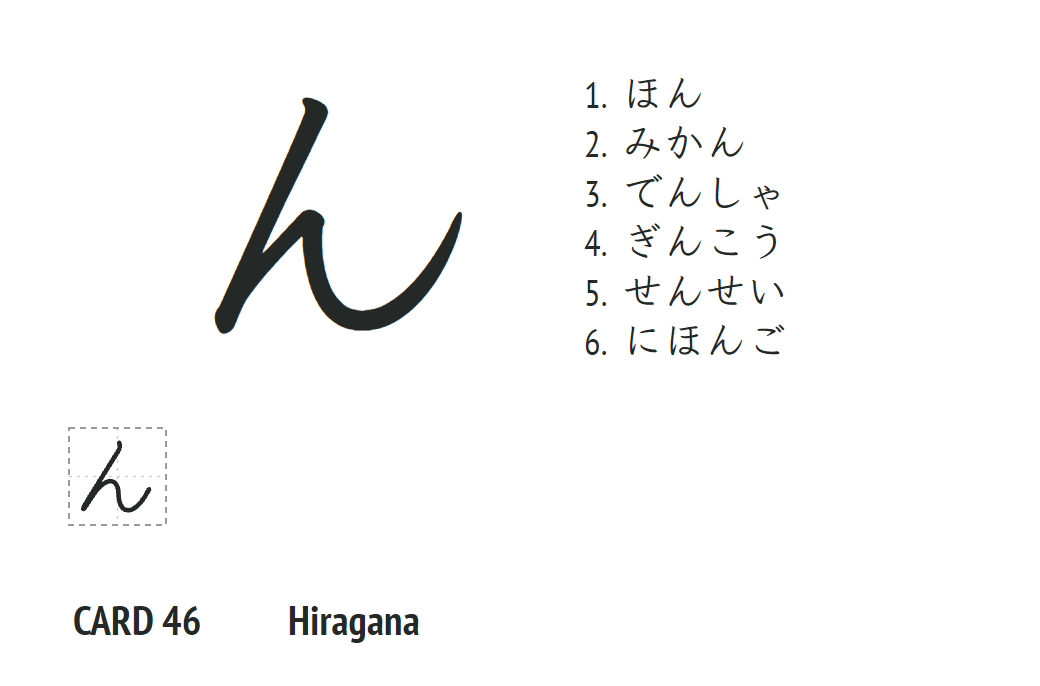 ん
1. ほん
2. みかん
3. でんしゃ
4. ぎんこう
5. せんせい
6. にほんご
ん
CARD 46 Hiragana